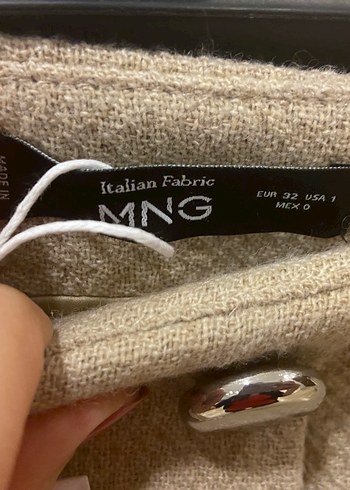 MADE IN
Italian Fabric
MNG
EUR 32 USA 1
MEX 0